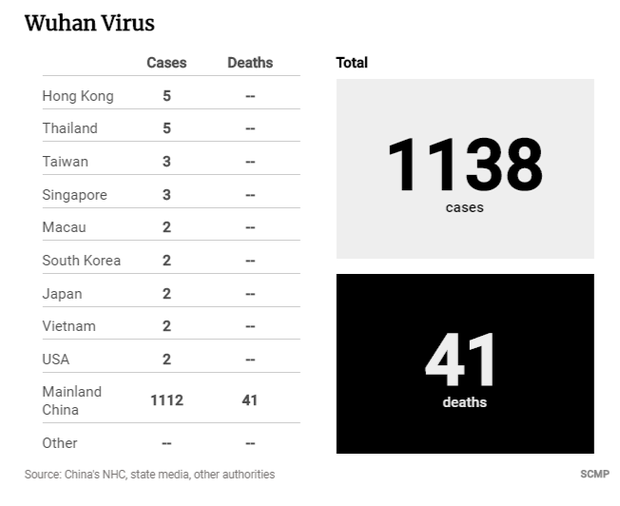 Wuhan Virus
Cases Deaths
Hong Kong 5 --
Thailand 5 --
Taiwan 3 --
Singapore 3 --
Macau 2 --
South Korea 2 --
Japan 2 --
Vietnam 2 --
USA 2 --
Mainland
China 1112 41
Other -- --
Total
1138
cases
41
deaths
Source: China's NHC, state media, other authorities
SCMP